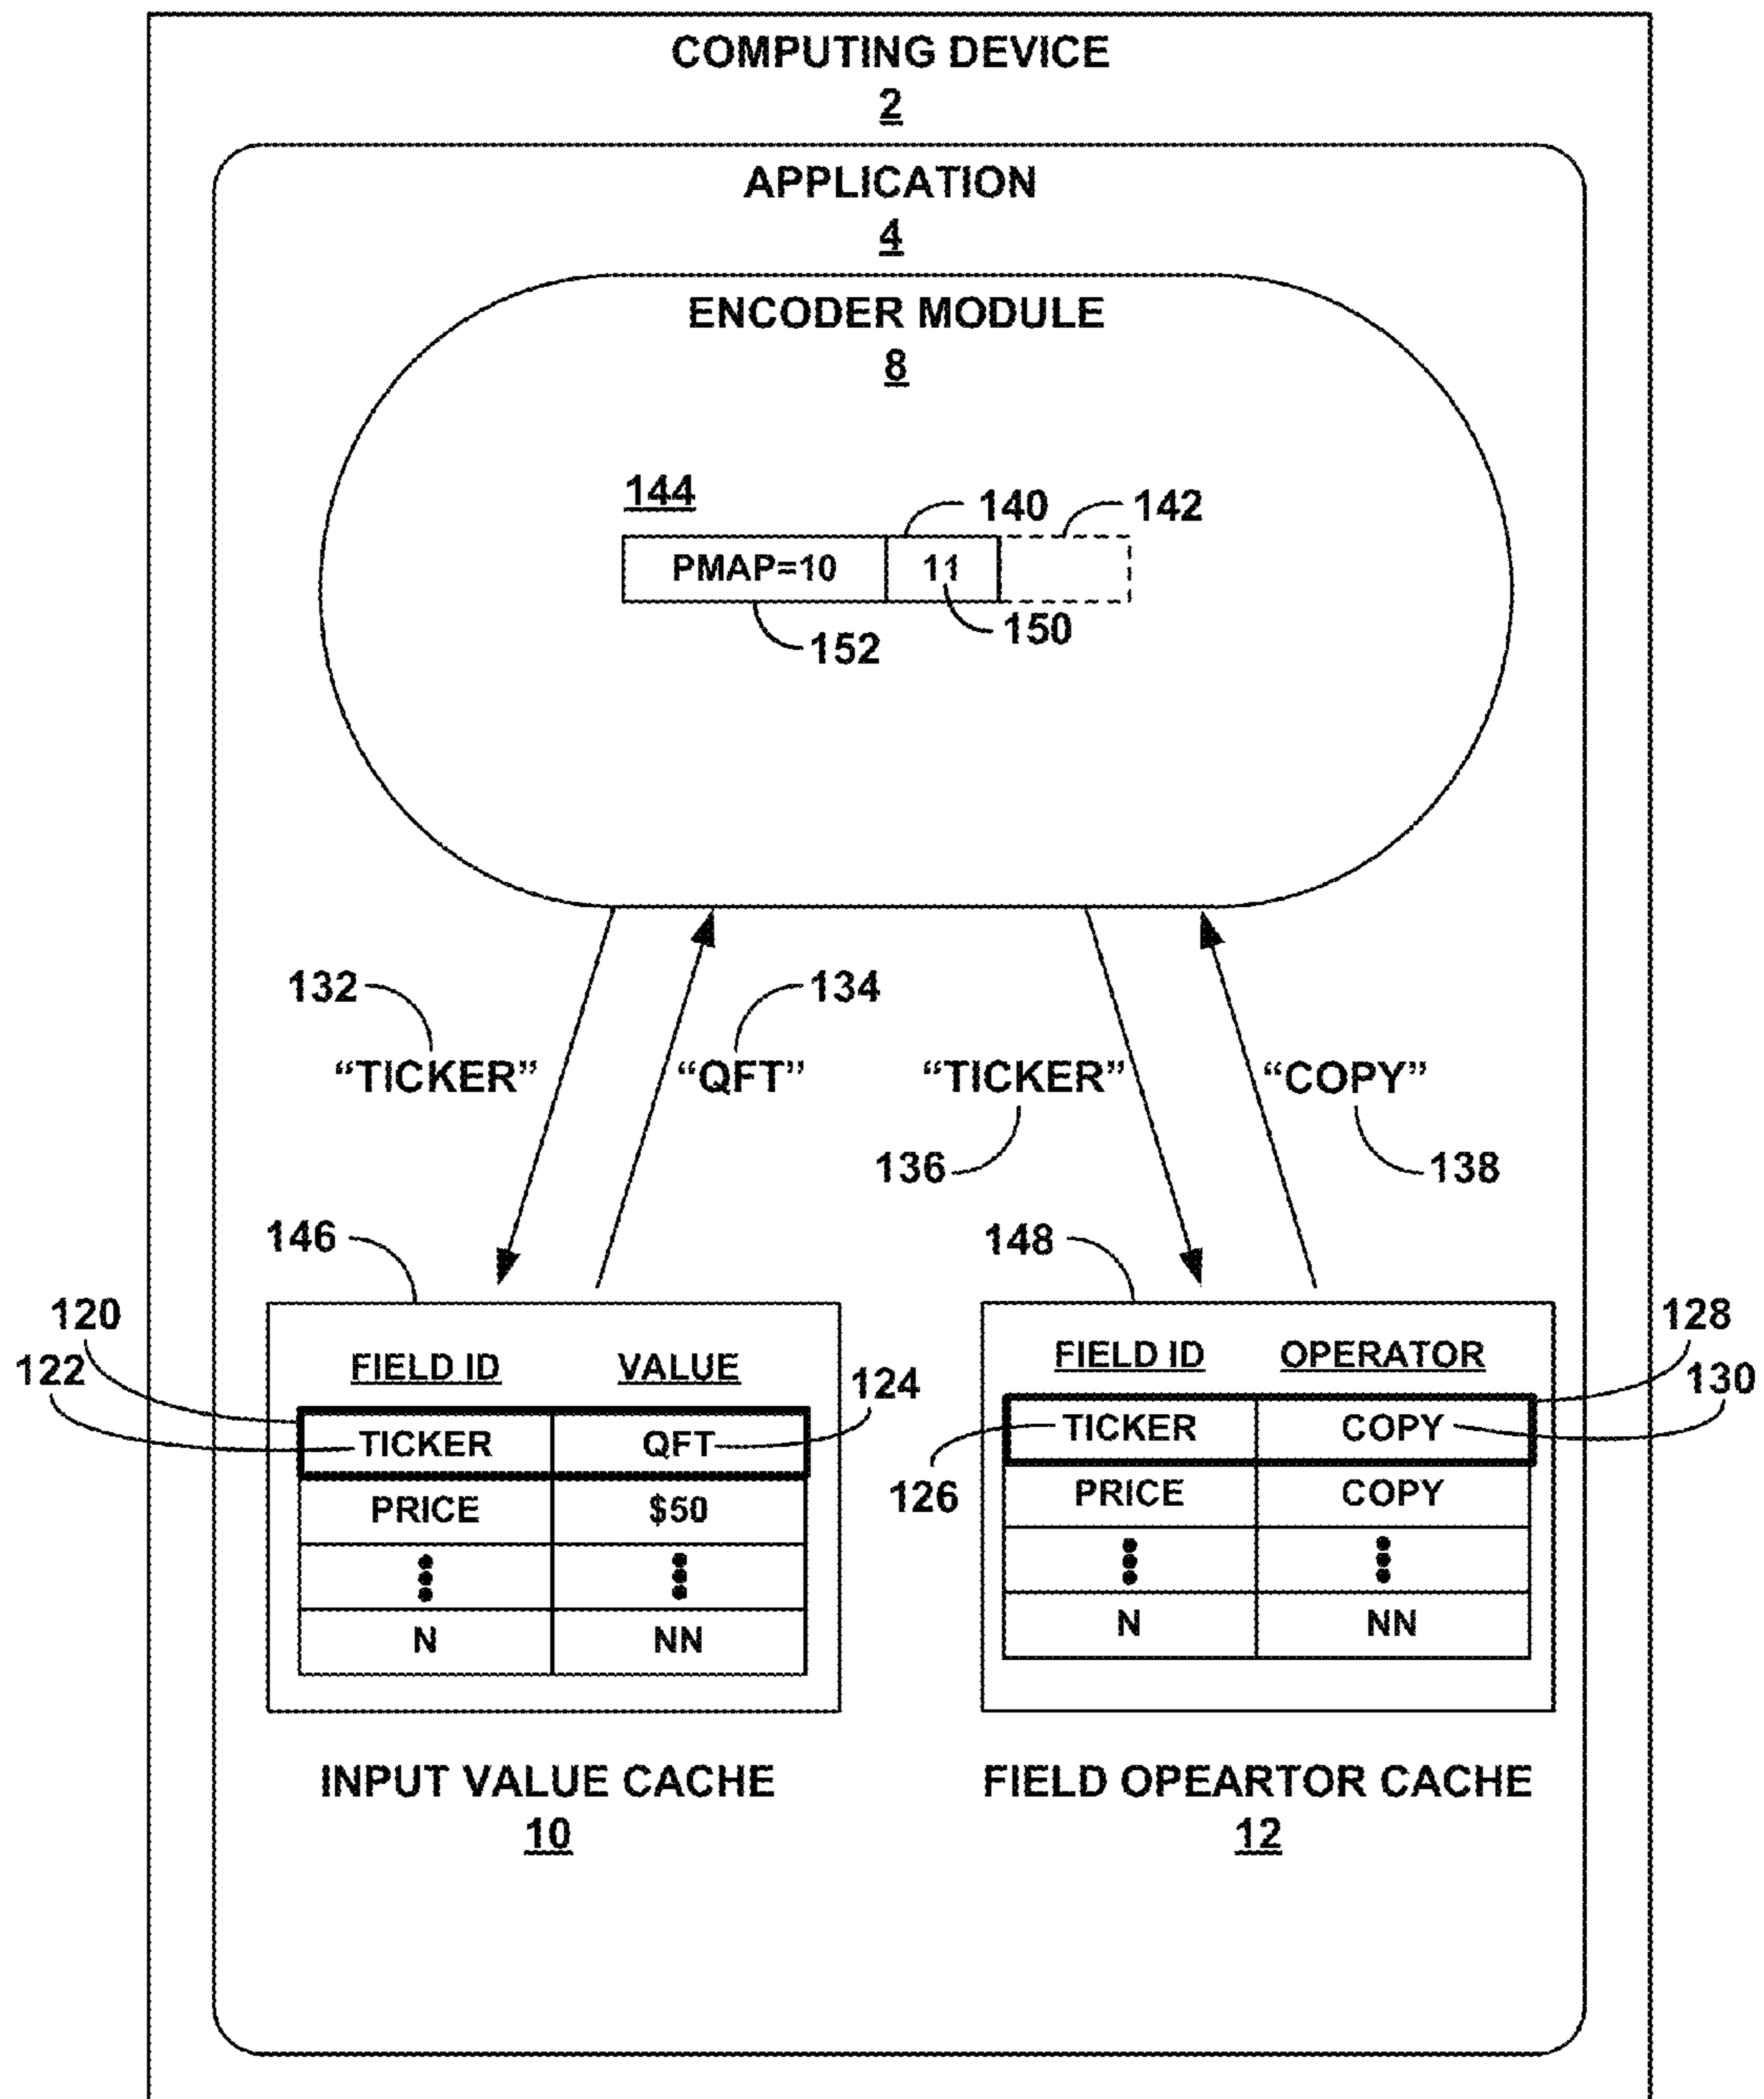 COMPUTING DEVICE
2
APPLICATION
4
ENCODER MODULE
8
144
140
142
PMAP=10
11
150
152
132
134
“TICKER”
“QFT”
“TICKER”
“COPY”
136
138
146
148
120
122
FIELD ID
VALUE
124
TICKER
QFT
PRICE
$50
N
NN
128
130
FIELD ID
OPERATOR
TICKER
COPY
126
PRICE
COPY
N
NN
INPUT VALUE CACHE
10
FIELD OPEARTOR CACHE
12